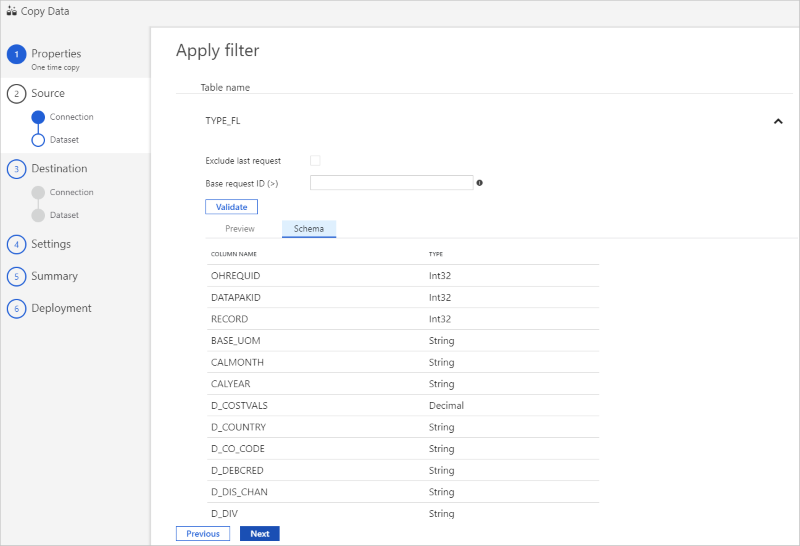 Copy Data
1 Properties
One time copy
2 Source
Connection
Dataset
3 Destination
Connection
Dataset
4 Settings
5 Summary
6 Deployment
Apply filter
Table name
TYPE_FL
Exclude last request
Base request ID (>)
Validate
Preview Schema
COLUMN NAME TYPE
OHREQUID Int32
DATAPAKID Int32
RECORD Int32
BASE_UOM String
CALMONTH String
CALYEAR String
D_COSTVALS Decimal
D_COUNTRY String
D_CO_CODE String
D_DEBCRED String
D_DIS_CHAN String
D_DIV String
Previous Next